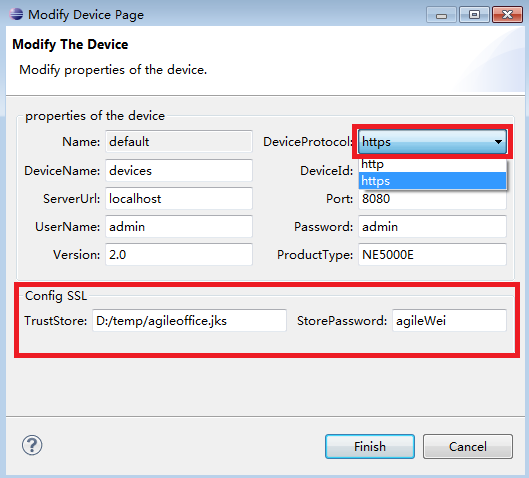 Modify Device Page
Modify The Device
Modify properties of the device.
properties of the device
Name: default DeviceProtocol: https
http
https
DeviceName: devices DeviceId:
ServerUrl: localhost Port: 8080
UserName: admin Password: admin
Version: 2.0 ProductType: NE5000E
Config SSL
TrustStore: D:/temp/agileoffice.jks StorePassword: agileWei
?
Finish Cancel